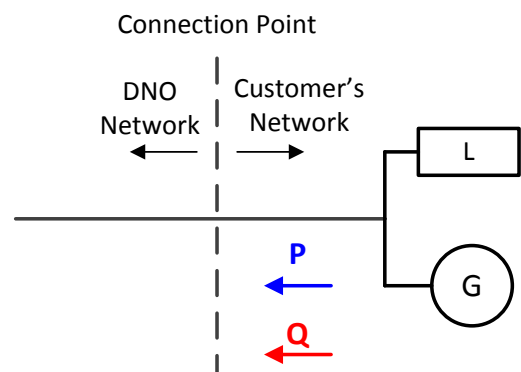 Connection Point
DNO
Network
Customer's
Network
L
P
G
Q